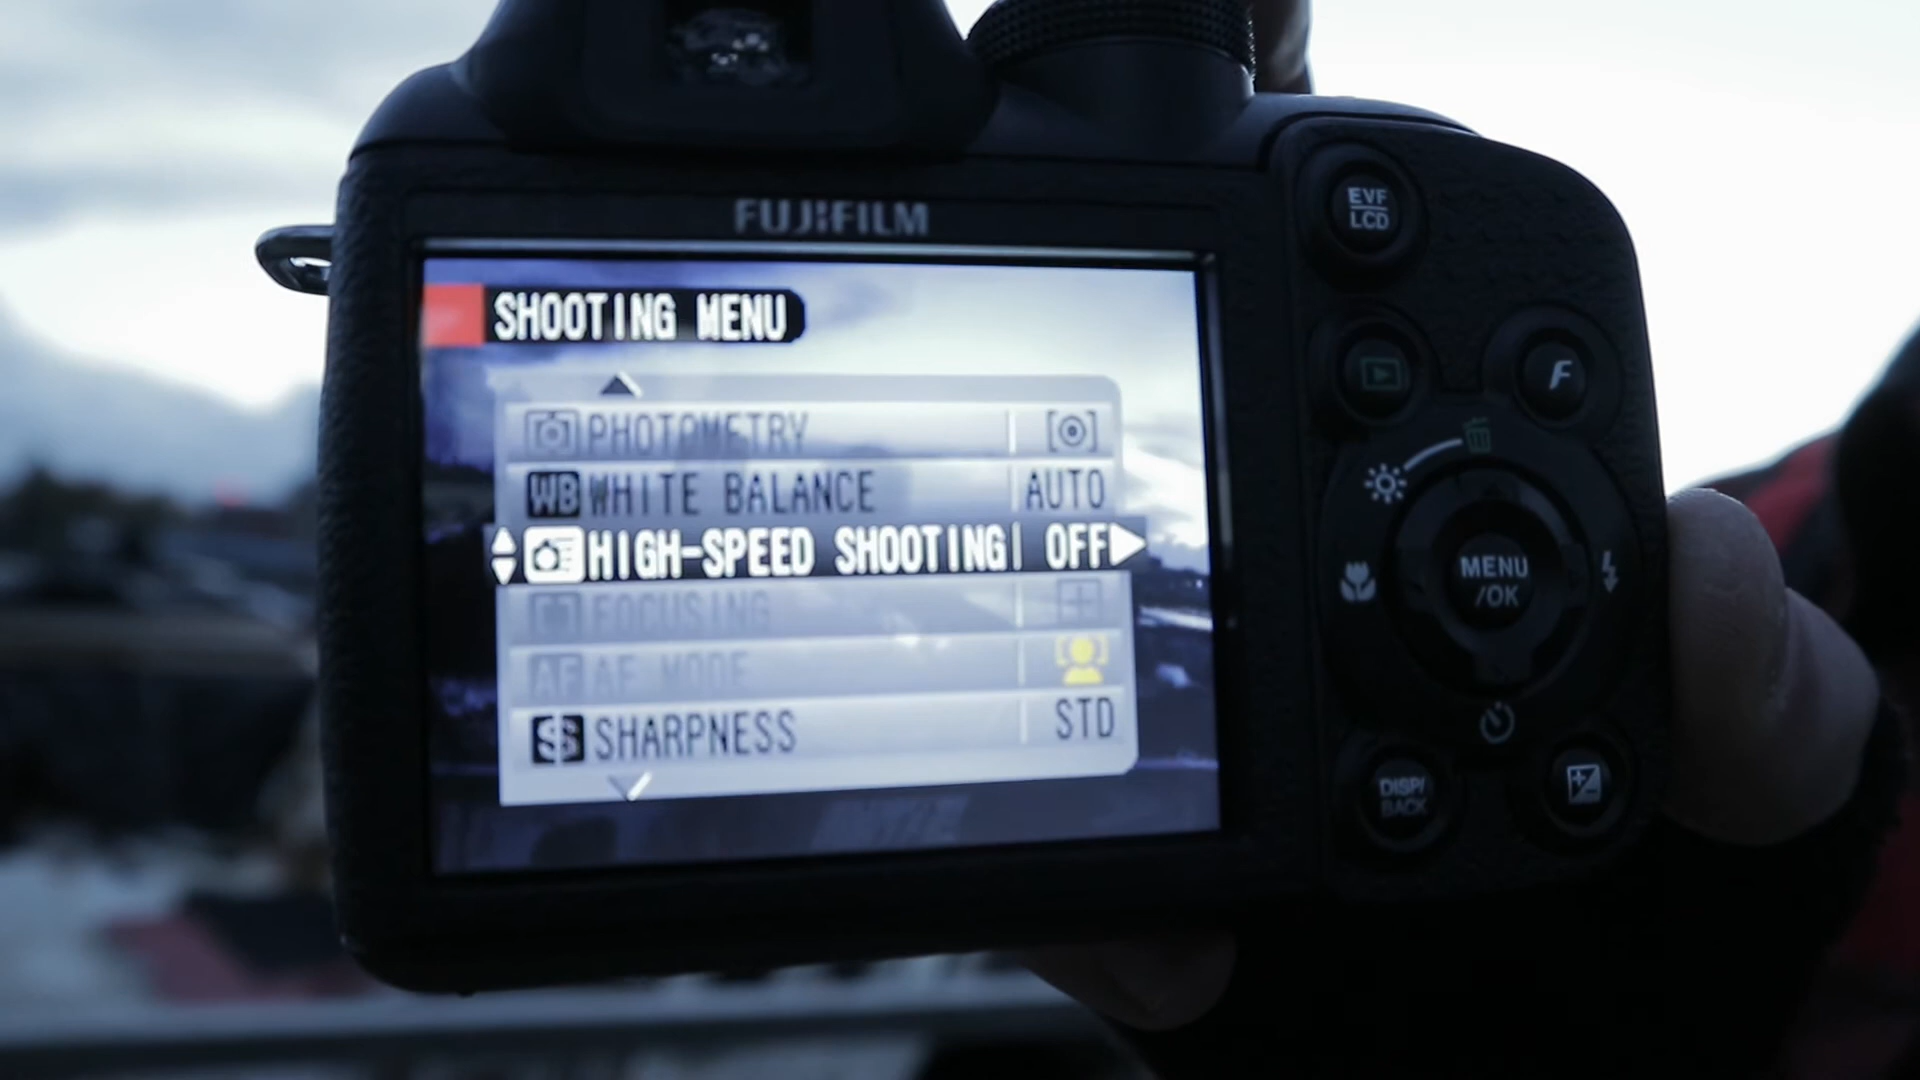 FUJIFILM
EVF
LCD
SHOOTING MENU
PHOTOMETRY
WB WHITE BALANCE AUTO
HIGH-SPEED SHOOTING OFF
FOCUSING
AF AF MODE
S SHARPNESS STD
F
MENU
/OK
DISP/
BACK